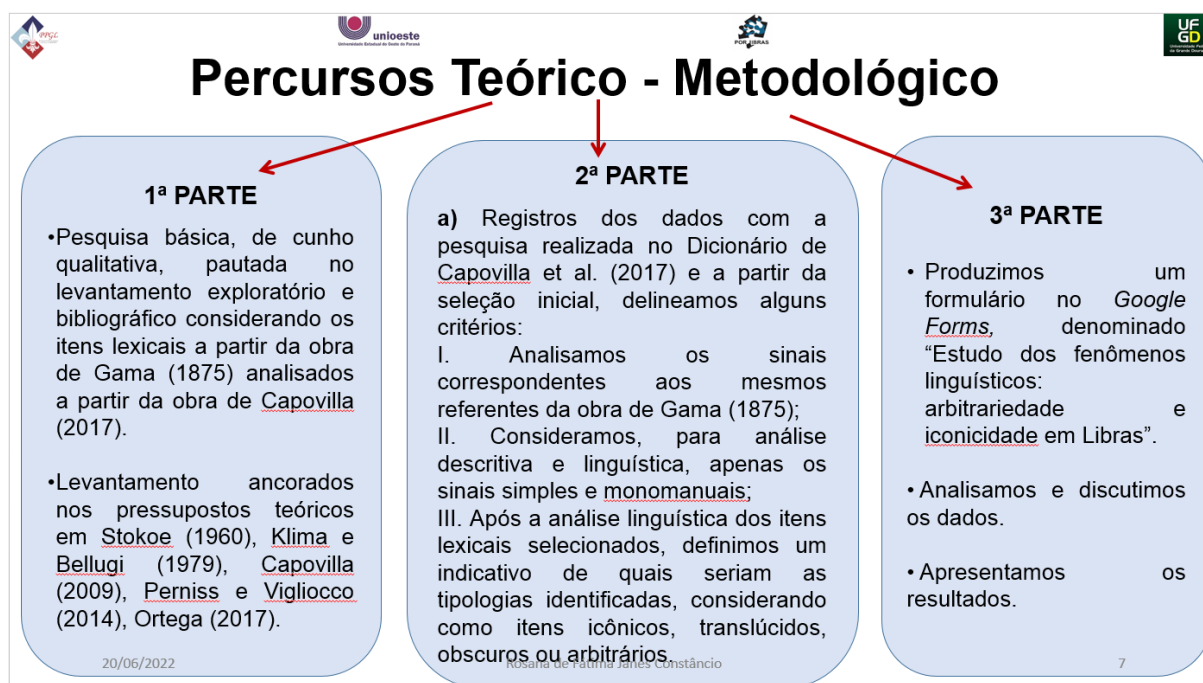 PPGL
unioeste
Universidade Estadual do Oeste do Paraná
POR LIBRAS
UF
GD
Percursos Teórico - Metodológico
1ª PARTE
•Pesquisa básica, de cunho
qualitativa, pautada no
levantamento exploratório e
bibliográfico considerando os
itens lexicais a partir da obra
de Gama (1875) analisados
a partir da obra de Capovilla
(2017).
•Levantamento ancorados
nos pressupostos teóricos
em Stokoe (1960), Klima e
Bellugi (1979), Capovilla
(2009), Perniss e Vigliocco
(2014), Ortega (2017).
2ª PARTE
a) Registros dos dados com a
pesquisa realizada no Dicionário de
Capovilla et al. (2017) e a partir da
seleção inicial, delineamos alguns
critérios:
I. Analisamos os sinais
correspondentes aos mesmos
referentes da obra de Gama (1875);
II. Consideramos, para análise
descritiva e linguística, apenas os
sinais simples e monomanuais;
III. Após a análise linguística dos itens
lexicais selecionados, definimos um
indicativo de quais seriam as
tipologias identificadas, considerando
como itens icônicos, translúcidos,
obscuros ou arbitrários.
3ª PARTE
• Produzimos um
formulário no Google
Forms, denominado
“Estudo dos fenômenos
linguísticos:
arbitrariedade e
iconicidade em Libras”.
• Analisamos e discutimos
os dados.
• Apresentamos os
resultados.
20/06/2022
Rosana de Fátima Janes Constâncio
7